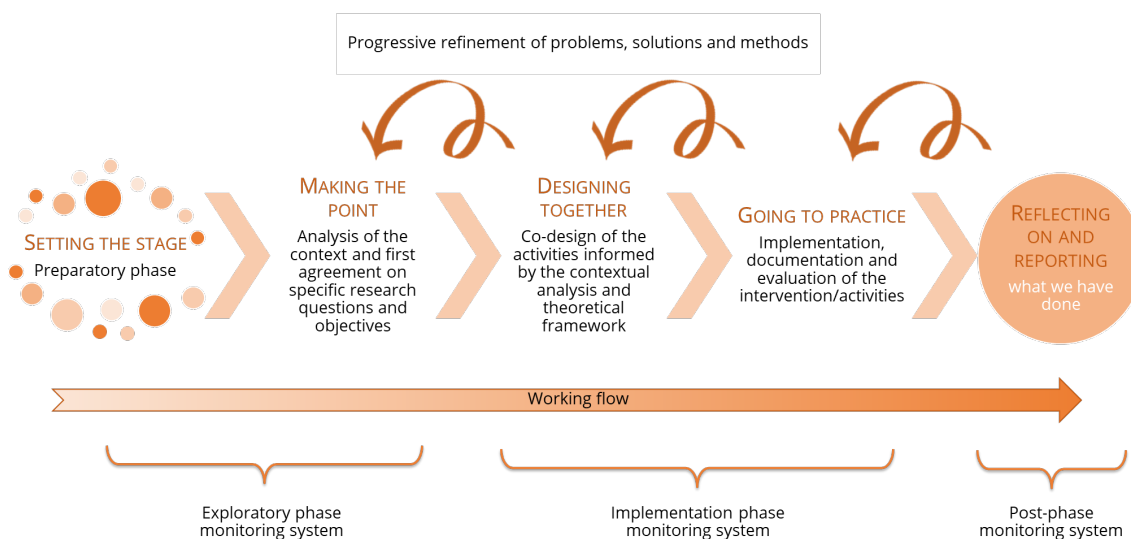 Progressive refinement of problems, solutions and methods
SETTING THE STAGE
Preparatory phase
MAKING THE
POINT
Analysis of the
context and first
agreement on
specific research
questions and
objectives
DESIGNING
TOGETHER
Co-design of the
activities informed
by the contextual
analysis and
theoretical
framework
GOING TO PRACTICE
Implementation,
documentation and
evaluation of the
intervention/activities
REFLECTING
ON AND
REPORTING
what we have
done
Working flow
Exploratory phase
monitoring system
Implementation phase
monitoring system
Post-phase
monitoring system